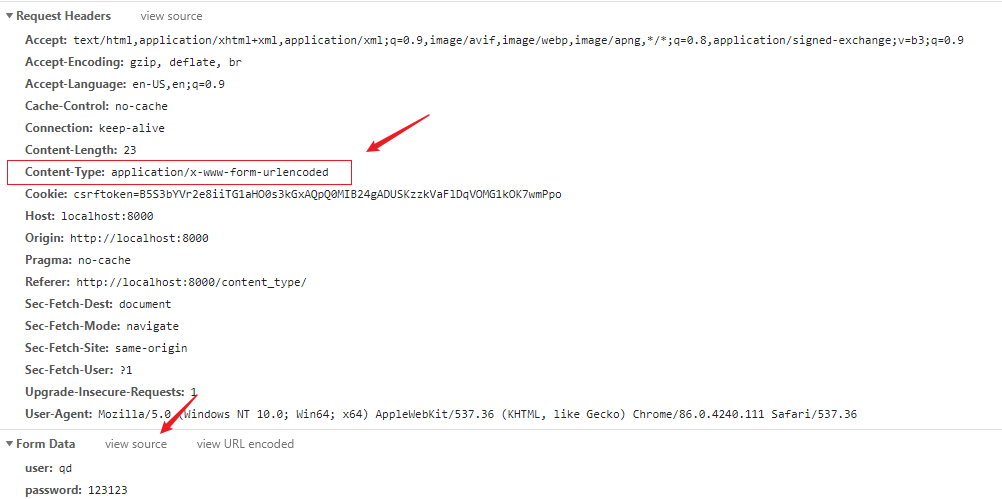 Request Headers view source
Accept: text/html,application/xhtml+xml,application/xml;q=0.9,image/avif,image/webp,image/apng,*/*;q=0.8,application/signed-exchange;v=b3;q=0.9
Accept-Encoding: gzip, deflate, br
Accept-Language: en-US,en;q=0.9
Cache-Control: no-cache
Connection: keep-alive
Content-Length: 23
Content-Type: application/x-www-form-urlencoded
Cookie: csrftoken=B5S3bYVr2e8iiTG1aHO0s3kGxAQpQ0MIB24gADUSKzzkVaFlDqVOMG1kOK7wmPpo
Host: localhost:8000
Origin: http://localhost:8000
Pragma: no-cache
Referer: http://localhost:8000/content_type/
Sec-Fetch-Dest: document
Sec-Fetch-Mode: navigate
Sec-Fetch-Site: same-origin
Sec-Fetch-User: ?1
Upgrade-Insecure-Requests: 1
User-Agent: Mozilla/5.0 (Windows NT 10.0; Win64; x64) AppleWebKit/537.36 (KHTML, like Gecko) Chrome/86.0.4240.111 Safari/537.36
Form Data view source view URL encoded
user: qd
password: 123123